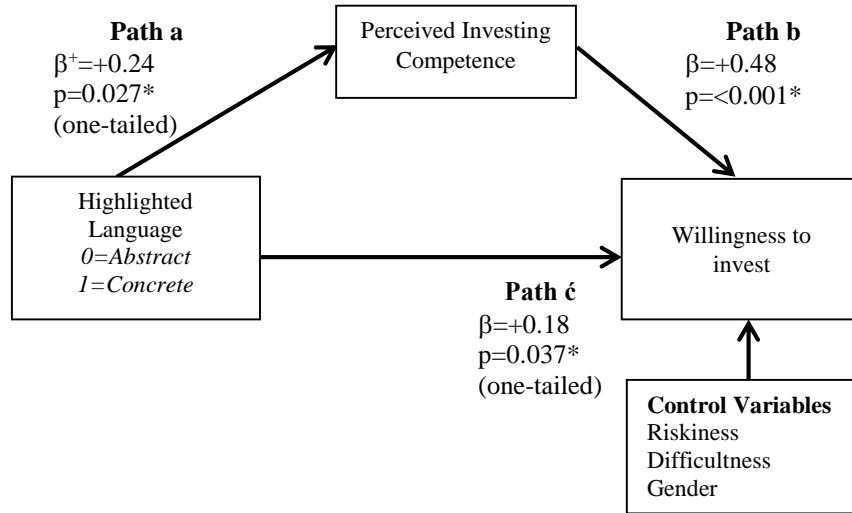 Path a
β+=+0.24
p=0.027*
(one-tailed)
Perceived Investing
Competence
Path b
β=+0.48
p=<0.001*
Highlighted
Language
0=Abstract
1=Concrete
Willingness to
invest
Path ć
β=+0.18
p=0.037*
(one-tailed)
Control Variables
Riskiness
Difficultness
Gender